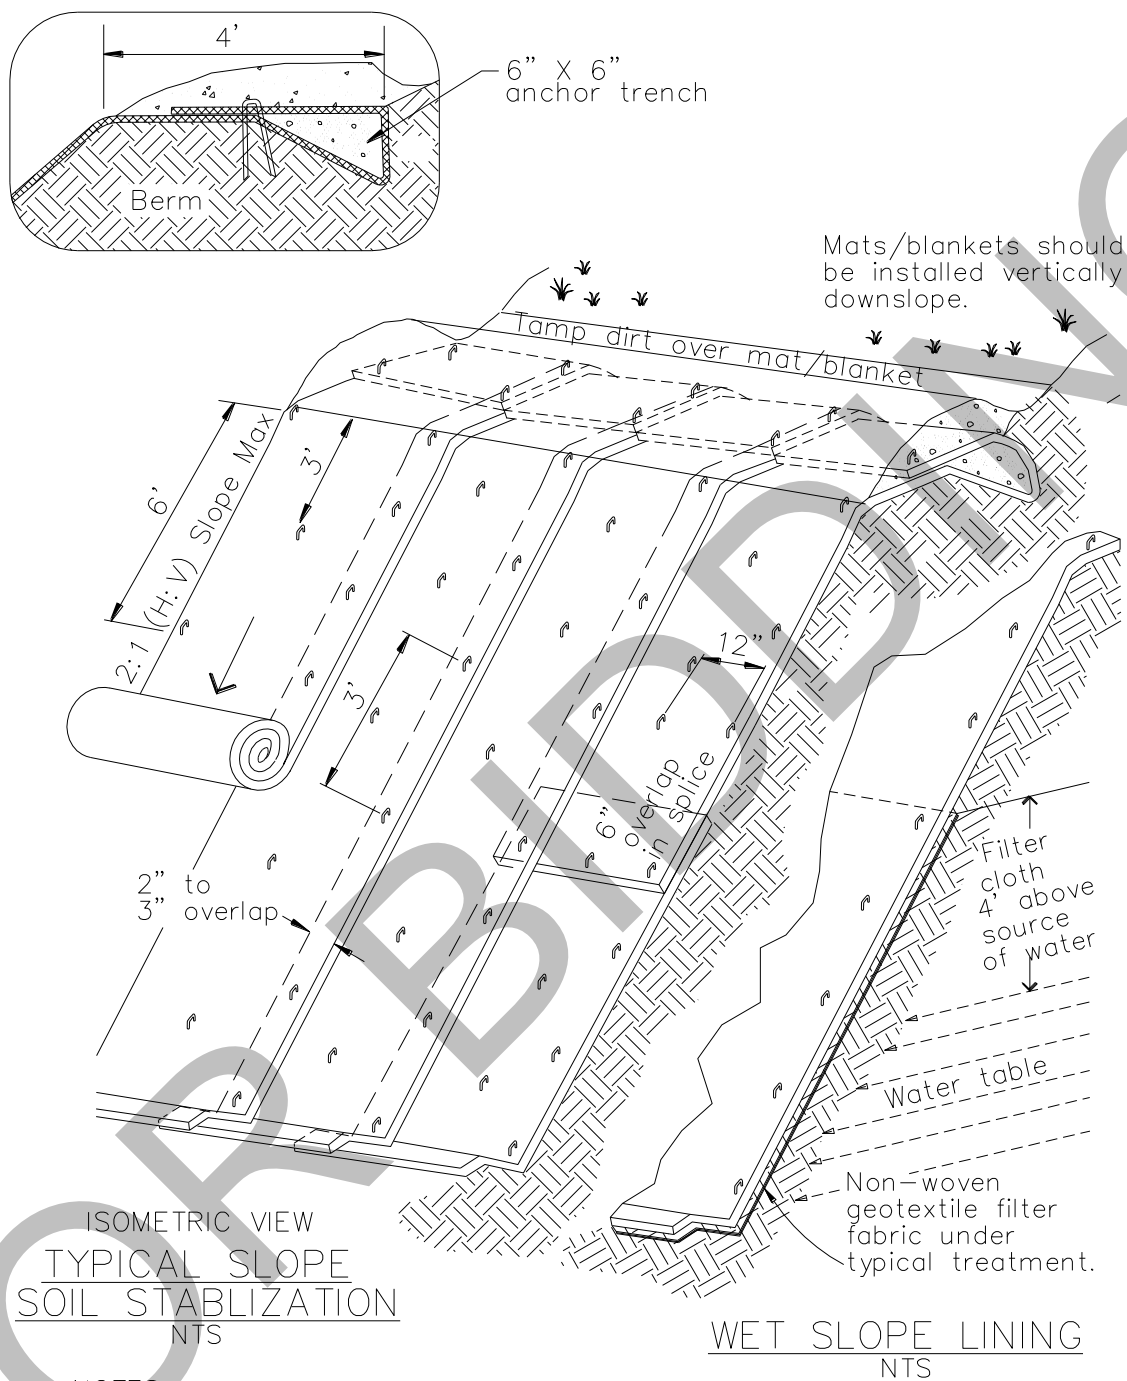 4'
6" X 6"
anchor trench
Berm
Mats/blankets should
be installed vertically
downslope.
Tamp dirt over mat/blanket
6'
2:1 (H:V) Slope Max
3'
3'
12"
6"
overlap
in splice
2" to
3" overlap
Filter
cloth
4' above
source
of water
Water table
Non-woven
geotextile filter
fabric under
typical treatment.
ISOMETRIC VIEW
TYPICAL SLOPE
SOIL STABLIZATION
NTS
WET SLOPE LINING
NTS
OR BIDDING